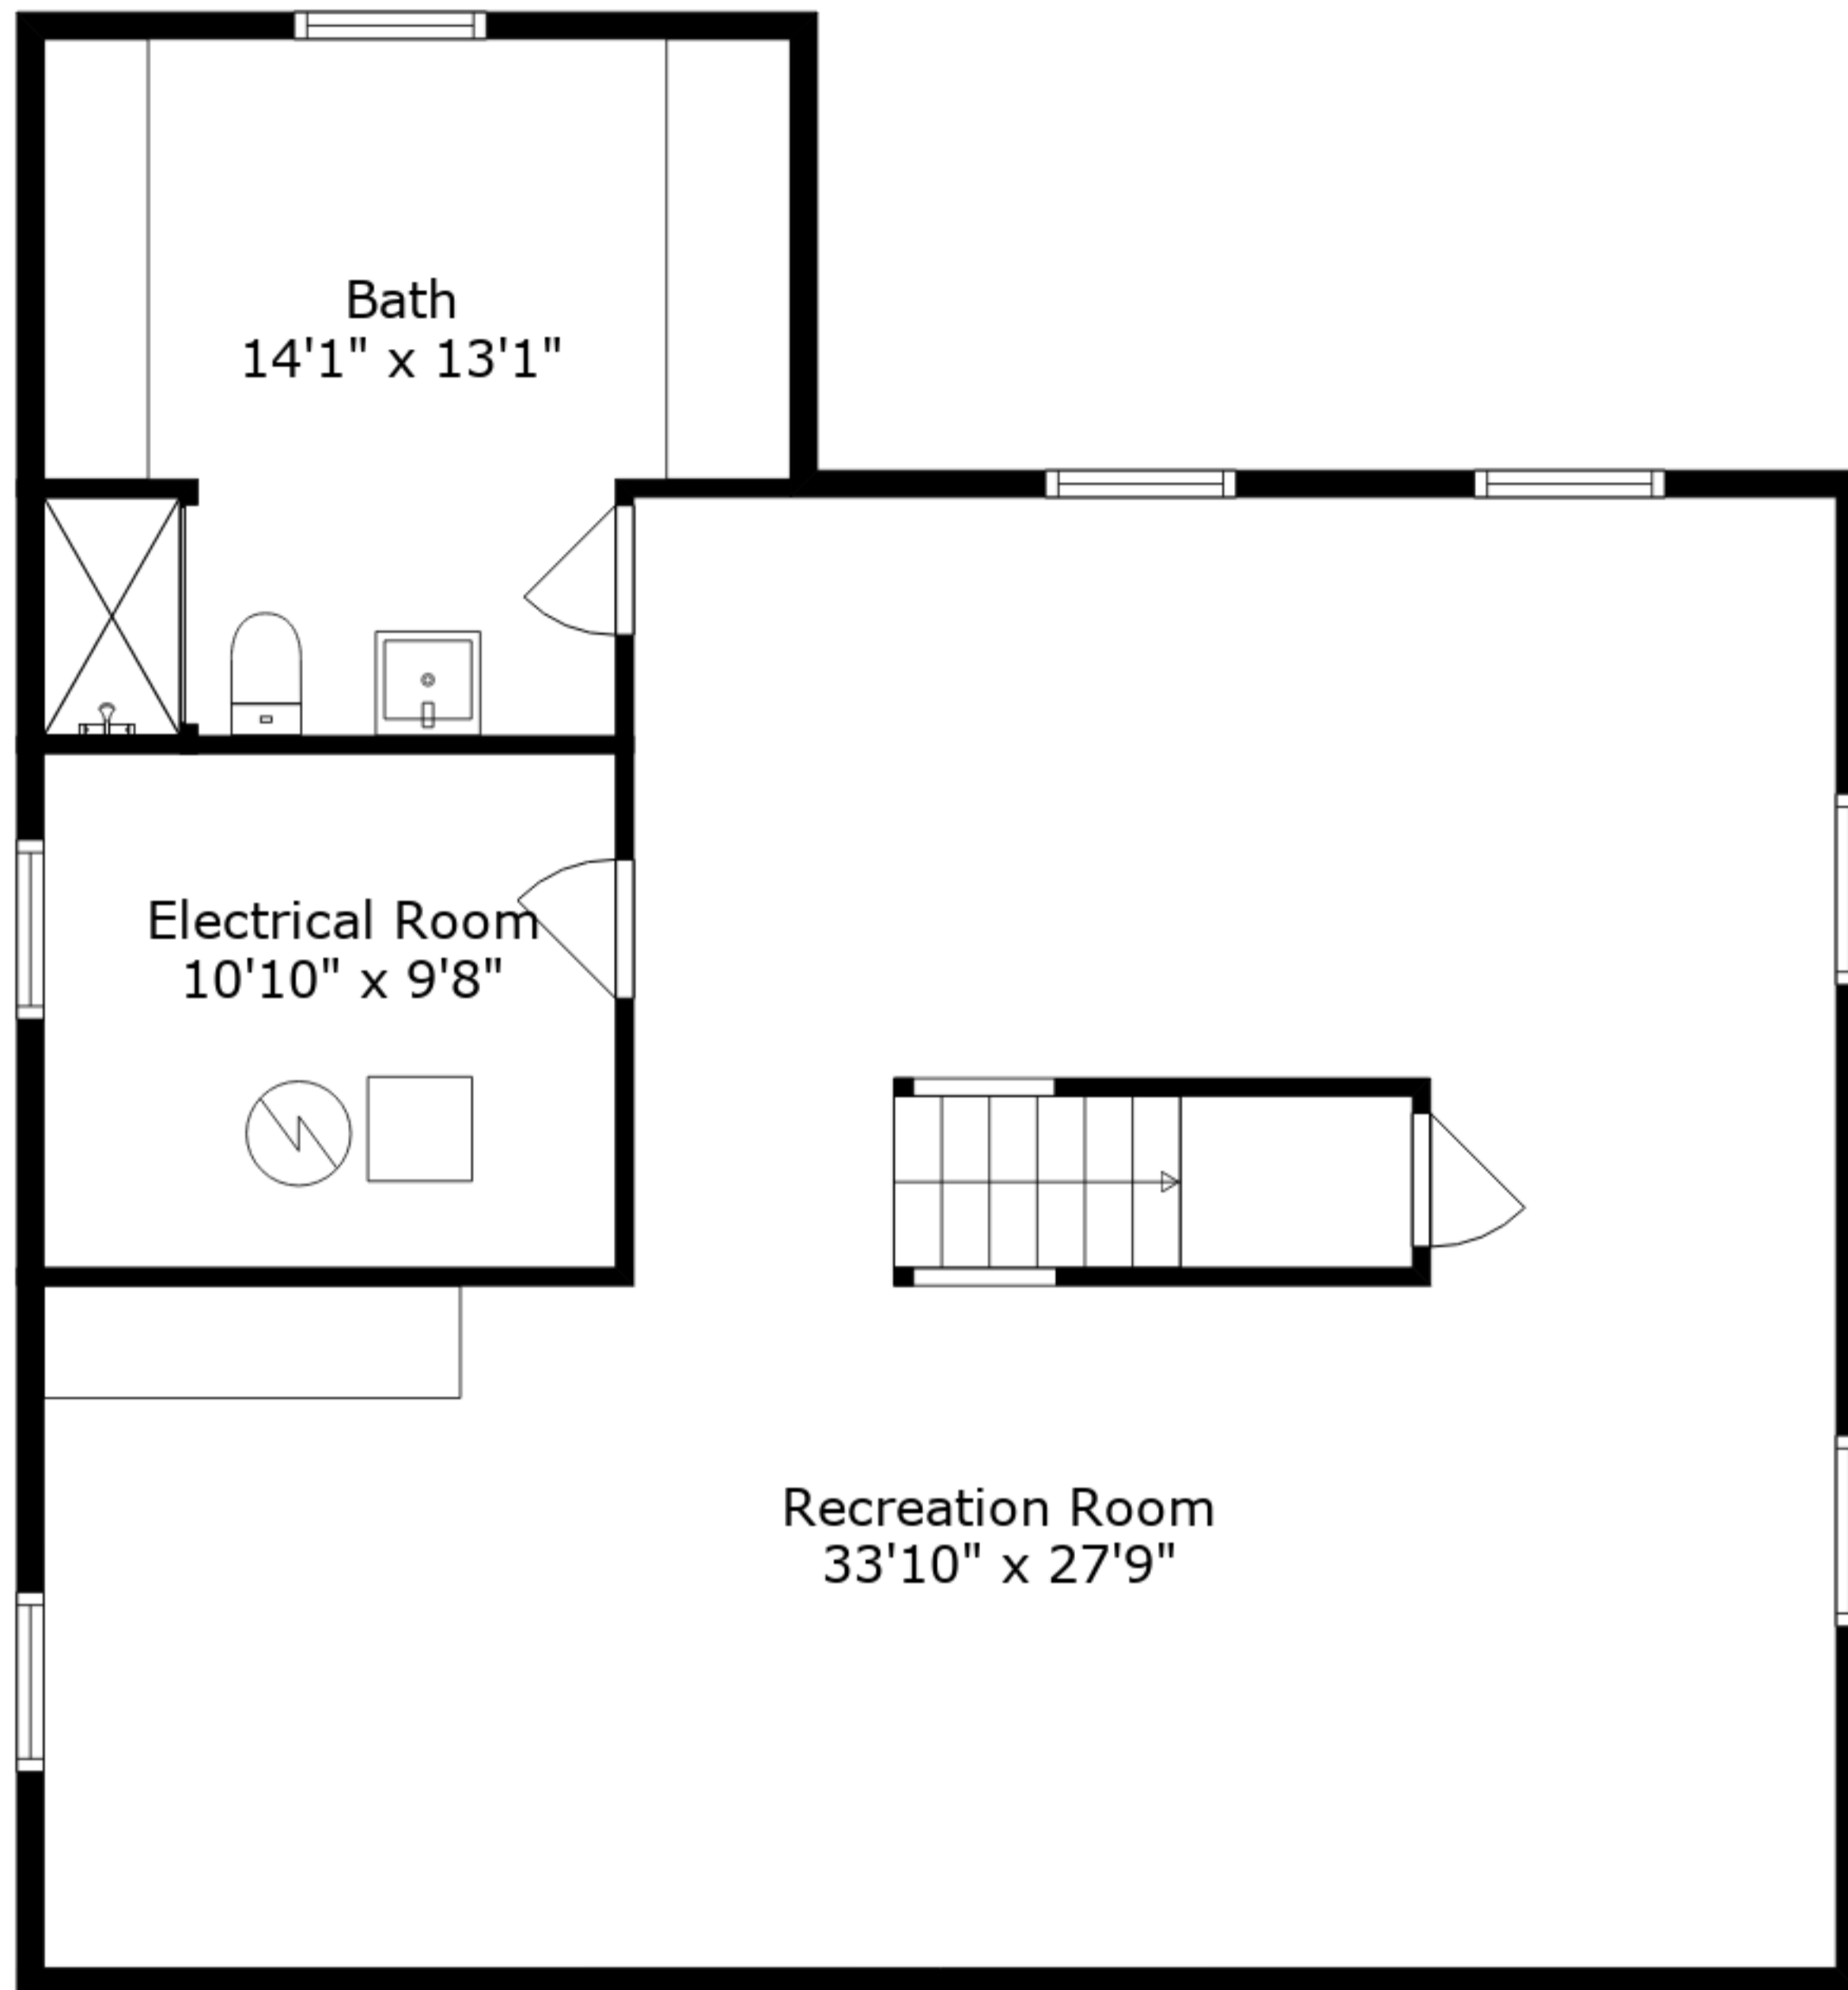 Bath
14'1" x 13'1"
Electrical Room
10'10" x 9'8"
Recreation Room
33'10" x 27'9"